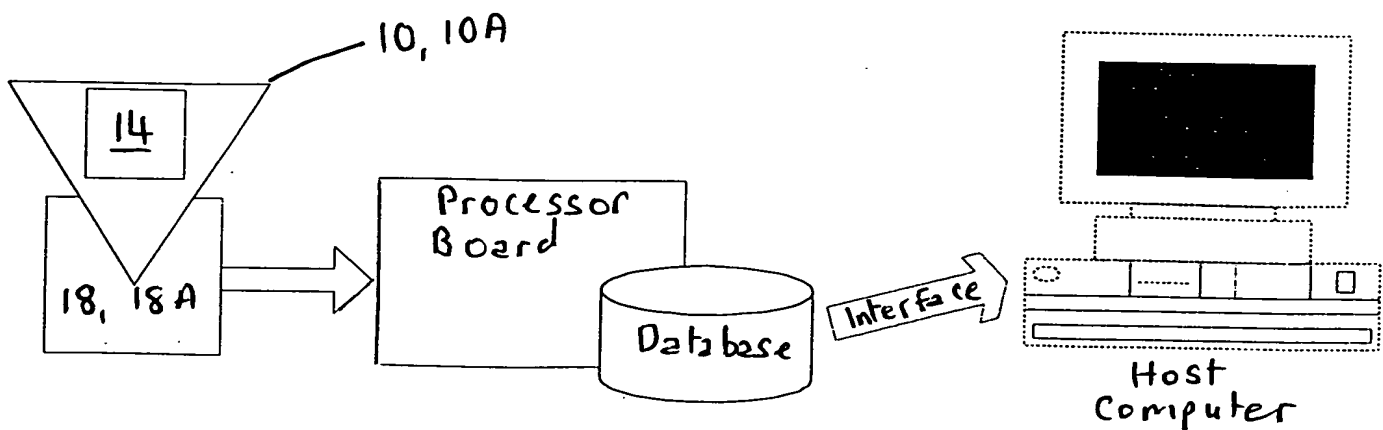 10, 10A
14
18, 18A
Processor
Board
Database
Interface
Host
Computer